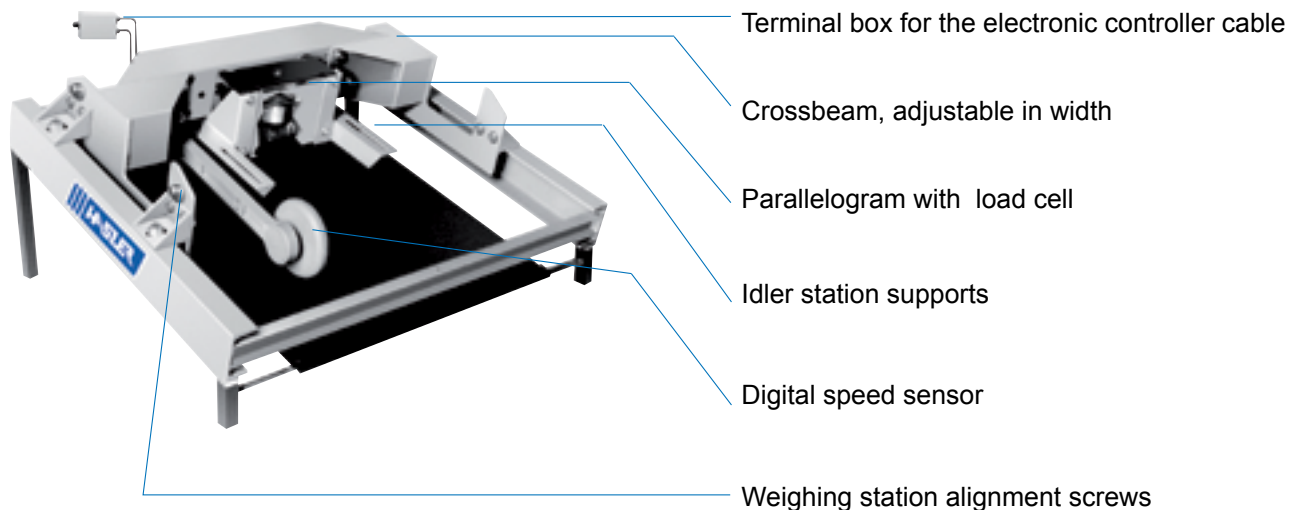 Terminal box for the electronic controller cable
Crossbeam, adjustable in width
Parallelogram with  load cell
HASLER
Idler station supports
Digital speed sensor
Weighing station alignment screws